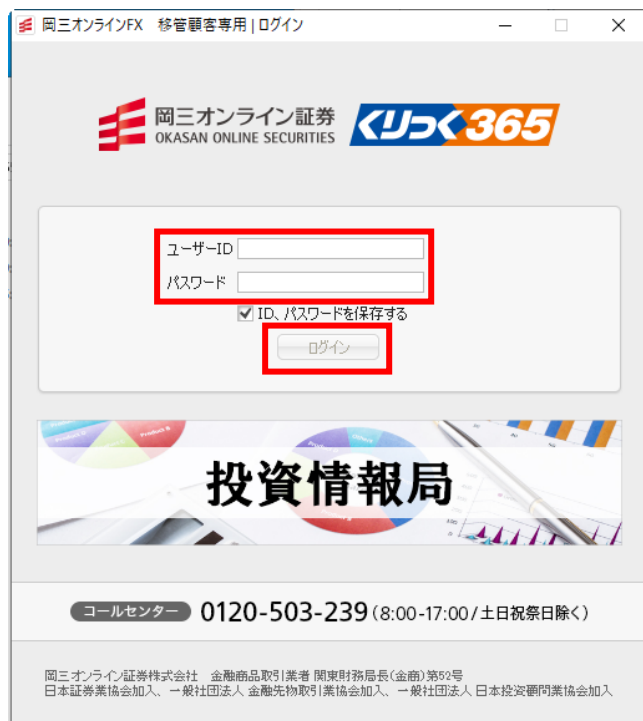 岡三オンラインFX 移管顧客専用 | ログイン
岡三オンライン証券
OKASAN ONLINE SECURITIES
くりっく365
ユーザーID
パスワード
ID、パスワードを保存する
ログイン
投資情報局
コールセンター 0120-503-239 (8:00-17:00/土日祝祭日除く)
岡三オンライン証券株式会社 金融商品取引業者 関東財務局長(金商)第52号
日本証券業協会加入、一般社団法人 金融先物取引業協会加入、一般社団法人 日本投資顧問業協会加入